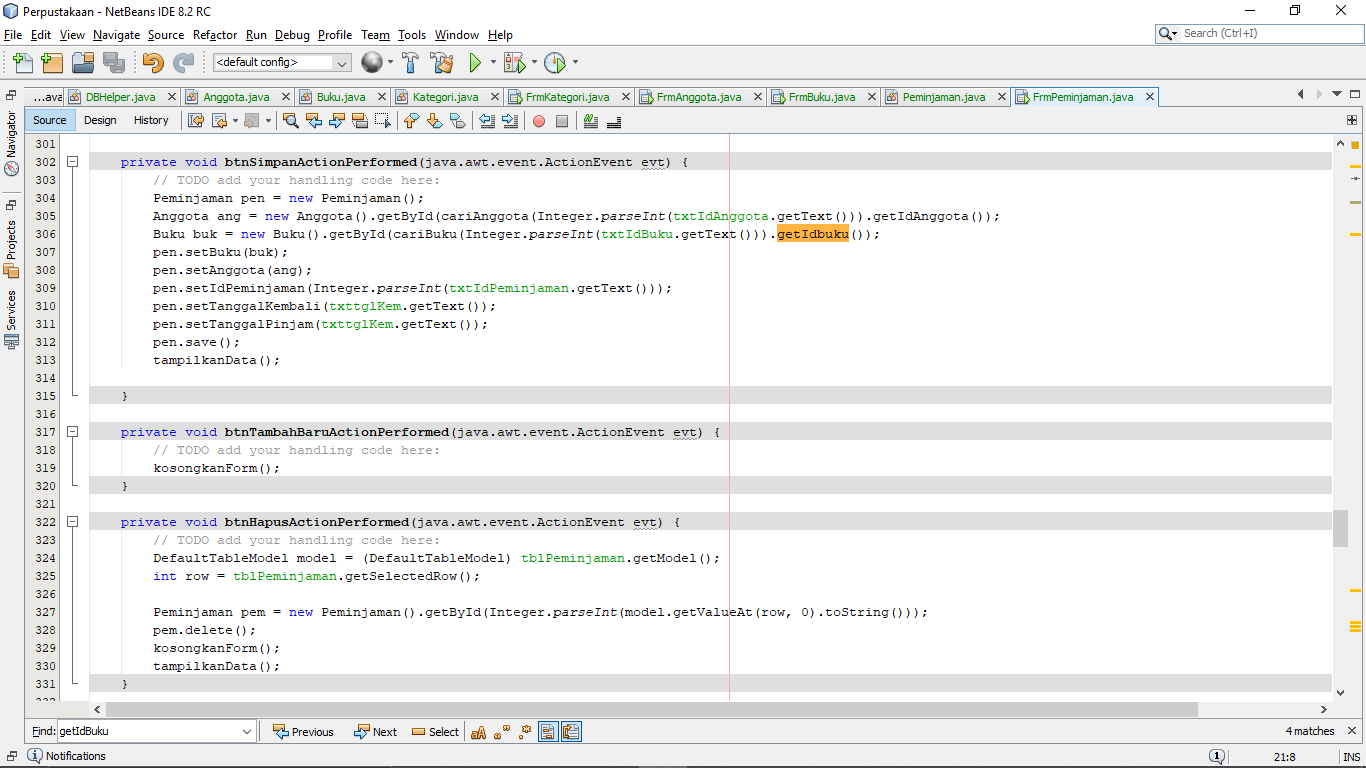 Perpustakaan - NetBeans IDE 8.2 RC
File Edit View Navigate Source Refactor Run Debug Profile Team Tools Window Help
Search (Ctrl+I)
<default config>
...ava DBHelper.java Anggota.java Buku.java Kategori.java FrmKategori.java FrmAnggota.java FrmBuku.java Peminjaman.java FrmPeminjaman.java
Source Design History
Navigator
Projects
Services
301
302 private void btnSimpanActionPerformed(java.awt.event.ActionEvent evt) {
303 // TODO add your handling code here:
304 Peminjaman pen = new Peminjaman();
305 Anggota ang = new Anggota().getById(cariAnggota(Integer.parseInt(txtIdAnggota.getText())).getIdAnggota());
306 Buku buk = new Buku().getById(cariBuku(Integer.parseInt(txtIdBuku.getText())).getIdbuku());
307 pen.setBuku(buk);
308 pen.setAnggota(ang);
309 pen.setIdPeminjaman(Integer.parseInt(txtIdPeminjaman.getText()));
310 pen.setTanggalKembali(txttglKem.getText());
311 pen.setTanggalPinjam(txttglKem.getText());
312 pen.save();
313 tampilkanData();
314
315 }
316
317 private void btnTambahBaruActionPerformed(java.awt.event.ActionEvent evt) {
318 // TODO add your handling code here:
319 kosongkanForm();
320 }
321
322 private void btnHapusActionPerformed(java.awt.event.ActionEvent evt) {
323 // TODO add your handling code here:
324 DefaultTableModel model = (DefaultTableModel) tblPeminjaman.getModel();
325 int row = tblPeminjaman.getSelectedRow();
326
327 Peminjaman pem = new Peminjaman().getById(Integer.parseInt(model.getValueAt(row, 0).toString()));
328 pem.delete();
329 kosongkanForm();
330 tampilkanData();
331 }
Find: getIdBuku Previous Next Select aA 4 matches
Notifications 1 21:8 INS